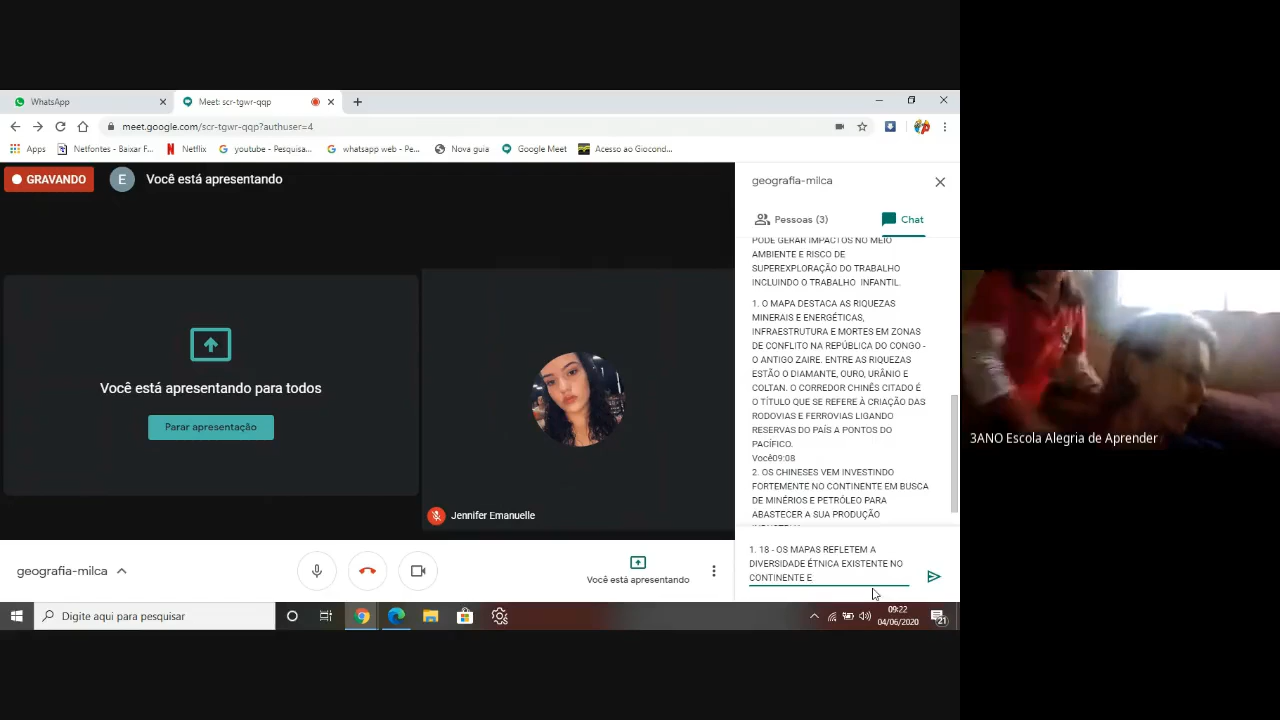 WhatsApp
Meet: scr-tgwr-qqp
meet.google.com/scr-tgwr-qqp?authuser=4
Apps
Netfontes - Baixar F...
Netflix
youtube - Pesquisa...
whatsapp web - Pe...
Nova guia
Google Meet
Acesso ao Giocond...
GRAVANDO
E
Você está apresentando
Você está apresentando para todos
Parar apresentação
Jennifer Emanuelle
geografia-milca
Pessoas (3)
Chat
PODE GERAR IMPACTOS NO MEIO
AMBIENTE E RISCO DE
SUPEREXPLORAÇÃO DO TRABALHO
INCLUINDO O TRABALHO INFANTIL.
1. O MAPA DESTACA AS RIQUEZAS
MINERAIS E ENERGÉTICAS,
INFRAESTRUTURA E MORTES EM ZONAS
DE CONFLITO NA REPÚBLICA DO CONGO -
O ANTIGO ZAIRE. ENTRE AS RIQUEZAS
ESTÃO O DIAMANTE, OURO, URÂNIO E
COLTAN. O CORREDOR CHINÊS CITADO É
O TÍTULO QUE SE REFERE À CRIAÇÃO DAS
RODOVIAS E FERROVIAS LIGANDO
RESERVAS DO PAÍS A PONTOS DO
PACÍFICO.
Você09:08
2. OS CHINESES VEM INVESTINDO
FORTEMENTE NO CONTINENTE EM BUSCA
DE MINÉRIOS E PETRÓLEO PARA
ABASTECER A SUA PRODUÇÃO
1. 18 - OS MAPAS REFLETEM A
DIVERSIDADE ÉTNICA EXISTENTE NO
CONTINENTE E
geografia-milca
Você está apresentando
Digite aqui para pesquisar
09:22
04/06/2020
21
3ANO Escola Alegria de Aprender